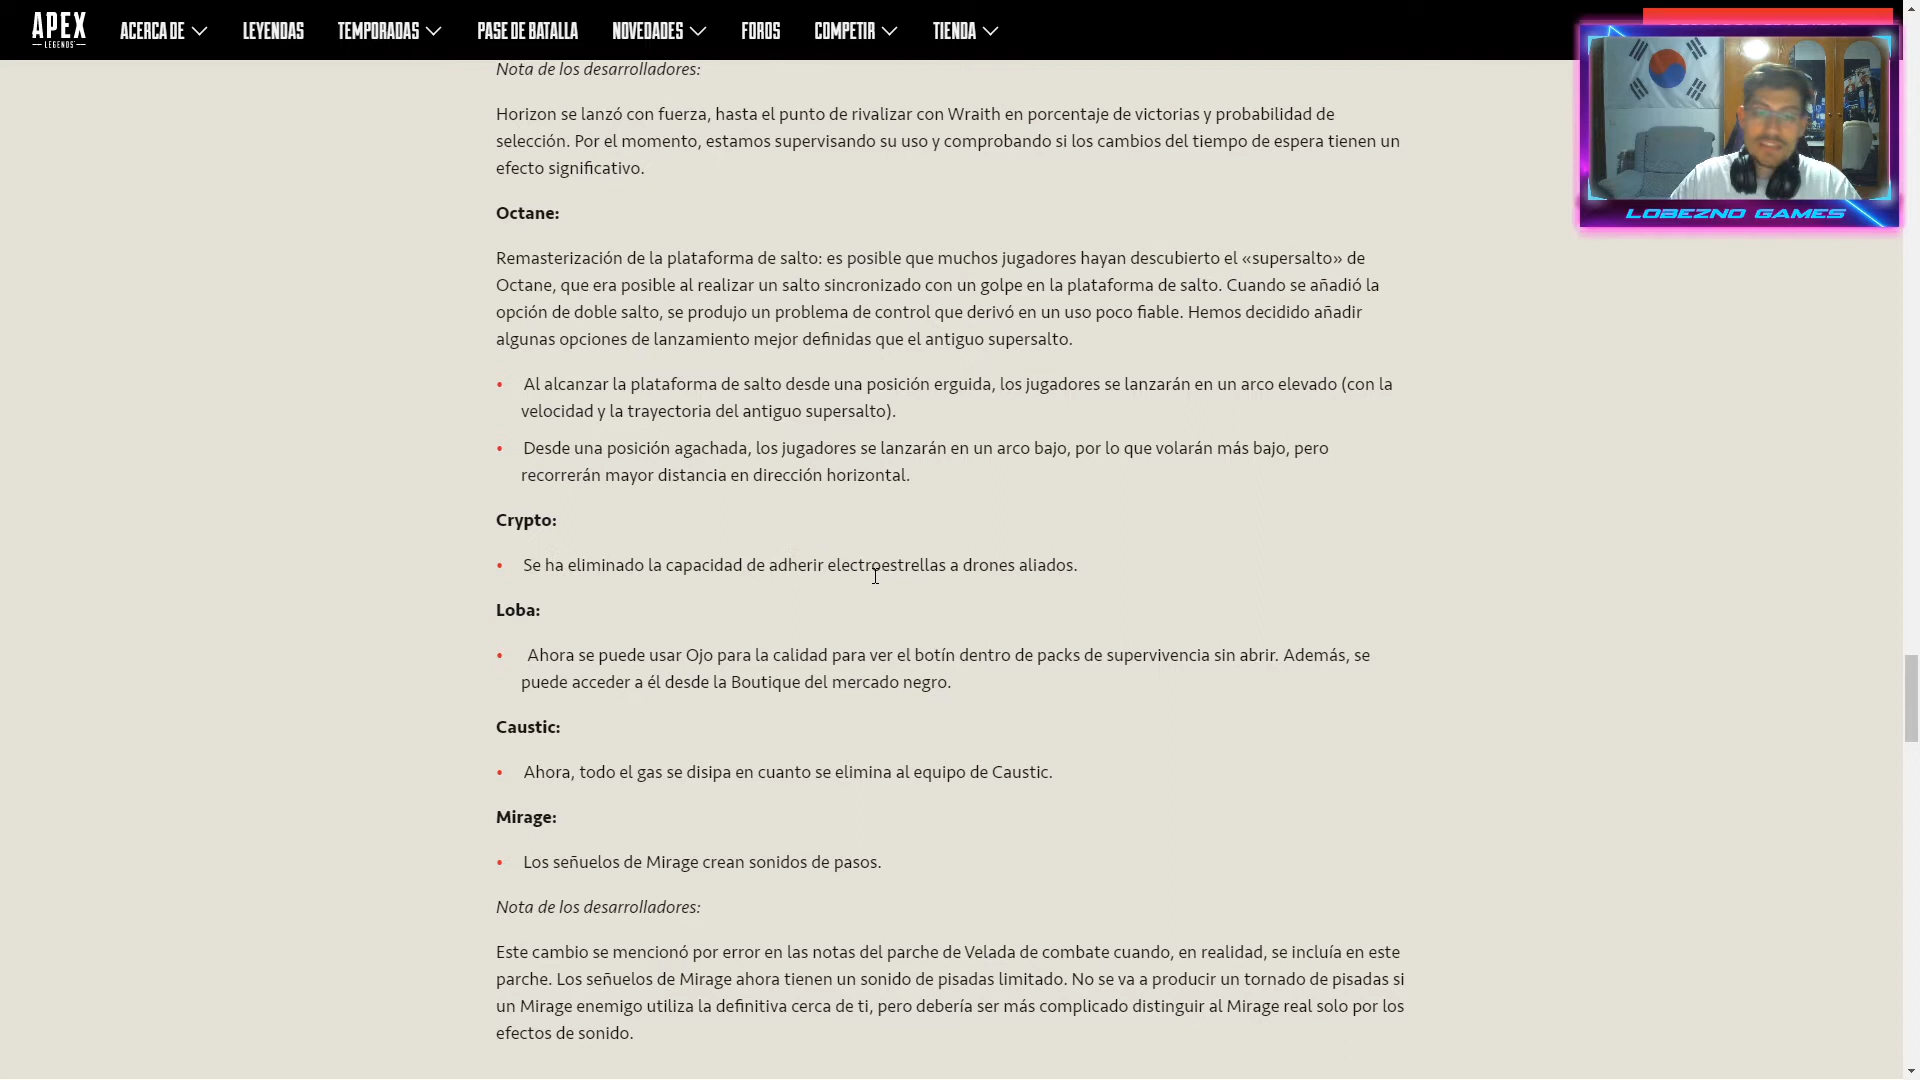 APEX
LEGENDS
ACERCA DE
LEYENDAS
TEMPORADAS
PASE DE BATALLA
NOVEDADES
FOROS
COMPETIR
TIENDA
Nota de los desarrolladores:
Horizon se lanzó con fuerza, hasta el punto de rivalizar con Wraith en porcentaje de victorias y probabilidad de
selección. Por el momento, estamos supervisando su uso y comprobando si los cambios del tiempo de espera tienen un
efecto significativo.
LOBEZNO GAMES
Octane:
Remasterización de la plataforma de salto: es posible que muchos jugadores hayan descubierto el «supersalto» de
Octane, que era posible al realizar un salto sincronizado con un golpe en la plataforma de salto. Cuando se añadió la
opción de doble salto, se produjo un problema de control que derivó en un uso poco fiable. Hemos decidido añadir
algunas opciones de lanzamiento mejor definidas que el antiguo supersalto.
• Al alcanzar la plataforma de salto desde una posición erguida, los jugadores se lanzarán en un arco elevado (con la
velocidad y la trayectoria del antiguo supersalto).
• Desde una posición agachada, los jugadores se lanzarán en un arco bajo, por lo que volarán más bajo, pero
recorrerán mayor distancia en dirección horizontal.
Crypto:
• Se ha eliminado la capacidad de adherir electroestrellas a drones aliados.
Loba:
• Ahora se puede usar Ojo para la calidad para ver el botín dentro de packs de supervivencia sin abrir. Además, se
puede acceder a él desde la Boutique del mercado negro.
Caustic:
• Ahora, todo el gas se disipa en cuanto se elimina al equipo de Caustic.
Mirage:
• Los señuelos de Mirage crean sonidos de pasos.
Nota de los desarrolladores:
Este cambio se mencionó por error en las notas del parche de Velada de combate cuando, en realidad, se incluía en este
parche. Los señuelos de Mirage ahora tienen un sonido de pisadas limitado. No se va a producir un tornado de pisadas si
un Mirage enemigo utiliza la definitiva cerca de ti, pero debería ser más complicado distinguir al Mirage real solo por los
efectos de sonido.